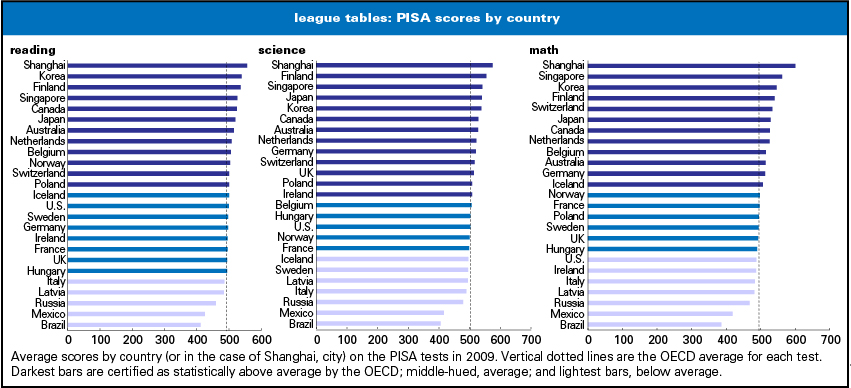 league tables: PISA scores by country
reading
Shanghai
Korea
Finland
Singapore
Canada
Japan
Australia
Netherlands
Belgium
Norway
Switzerland
Poland
Iceland
U.S.
Sweden
Germany
Ireland
France
UK
Hungary
Italy
Latvia
Russia
Mexico
Brazil
0 100 200 300 400 500 600
science
Shanghai
Finland
Singapore
Japan
Korea
Canada
Australia
Netherlands
Germany
Switzerland
UK
Poland
Ireland
Belgium
Hungary
U.S.
Norway
France
Iceland
Sweden
Latvia
Italy
Russia
Mexico
Brazil
0 100 200 300 400 500 600 700
math
Shanghai
Singapore
Korea
Finland
Switzerland
Japan
Canada
Netherlands
Belgium
Australia
Germany
Iceland
Norway
France
Poland
Sweden
UK
Hungary
U.S.
Ireland
Italy
Latvia
Russia
Mexico
Brazil
0 100 200 300 400 500 600 700
Average scores by country (or in the case of Shanghai, city) on the PISA tests in 2009. Vertical dotted lines are the OECD average for each test.
Darkest bars are certified as statistically above average by the OECD; middle-hued, average; and lightest bars, below average.